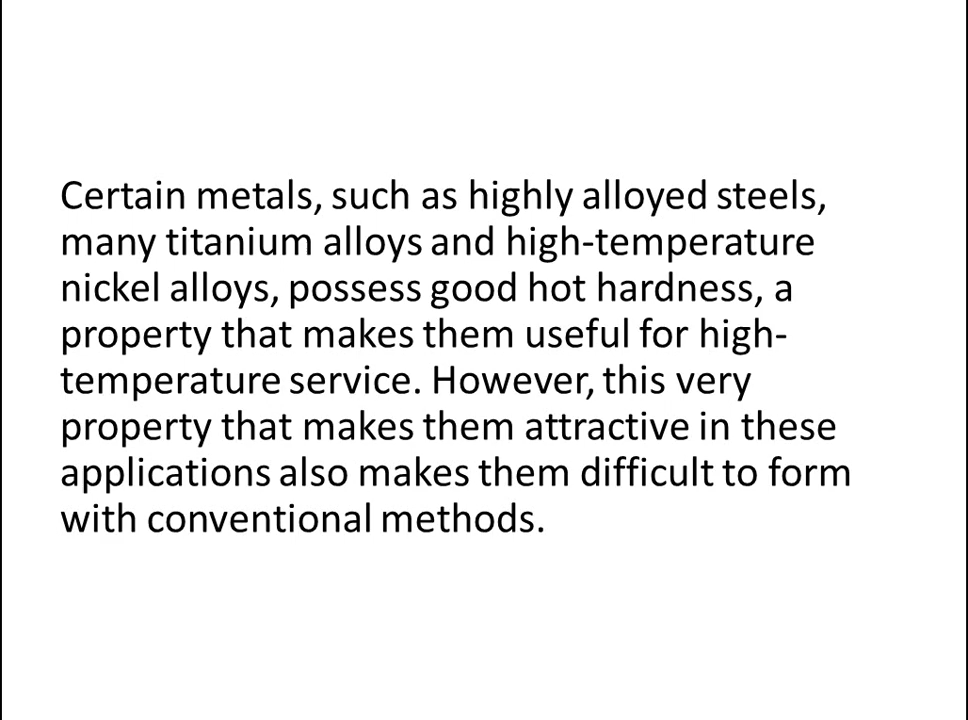 Certain metals, such as highly alloyed steels,
many titanium alloys and high-temperature
nickel alloys, possess good hot hardness, a
property that makes them useful for high-
temperature service. However, this very
property that makes them attractive in these
applications also makes them difficult to form
with conventional methods.